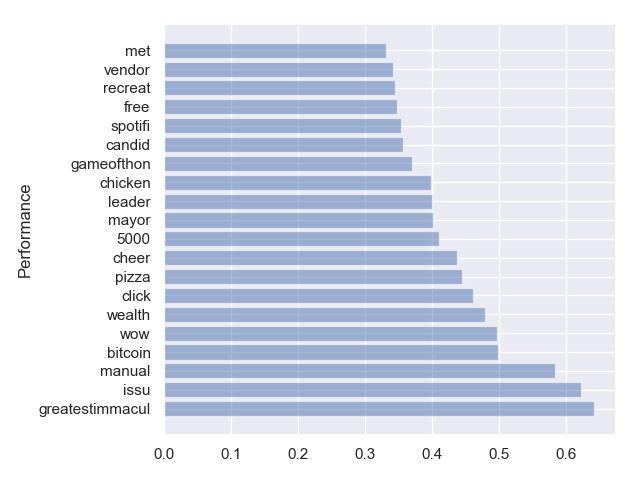 met
vendor
recreat
free
spotifi
candid
gameofthon
chicken
leader
mayor
5000
cheer
pizza
click
wealth
wow
bitcoin
manual
issu
greatestimmacul
Performance
0.0 0.1 0.2 0.3 0.4 0.5 0.6